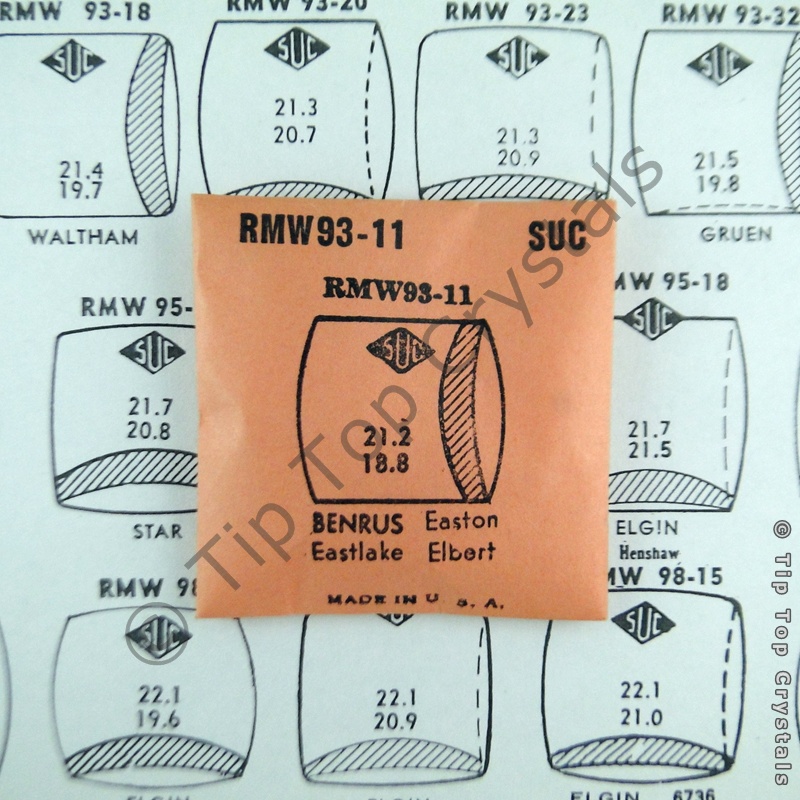 RMW 93-18
RMW 93-20
RMW 93-23
RMW 93-32
SUC
SUC
SUC
SUC
21.4
19.7
21.3
20.7
21.3
20.9
21.5
19.8
WALTHAM
GRUEN
RMW93-11 SUC
RMW93-11
SUC
21.2
18.8
BENRUS Easton
Eastlake Elbert
MADE IN U. S. A.
RMW 95-
SUC
21.7
20.8
STAR
MW 95-18
SUC
21.7
21.5
ELGIN
Henshaw
RMW 98
SUC
22.1
19.6
ELGIN
SUC
22.1
20.9
ELGIN
MW 98-15
SUC
22.1
21.0
ELGIN 6736
© Tip Top Crystals
© Tip Top Crystals